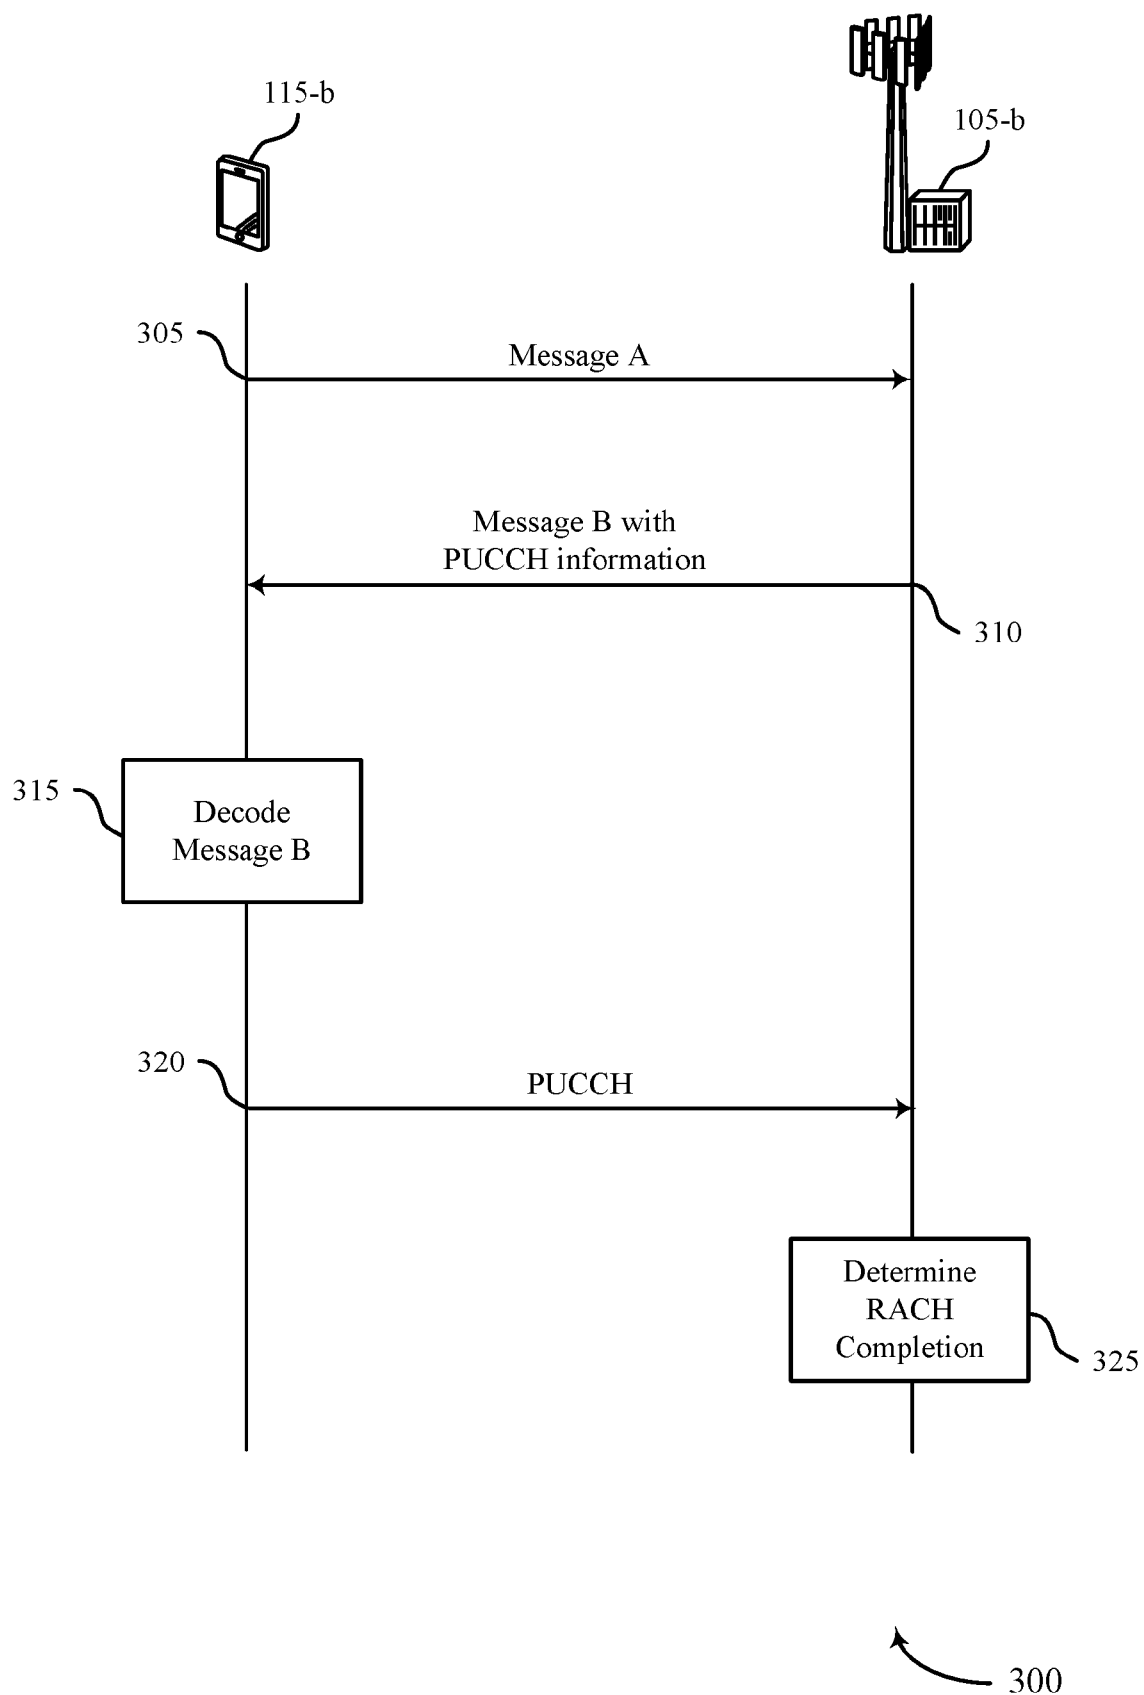 115-b
105-b
305
Message A
Message B with
PUCCH information
310
315
Decode
Message B
320
PUCCH
Determine
RACH
Completion
325
300